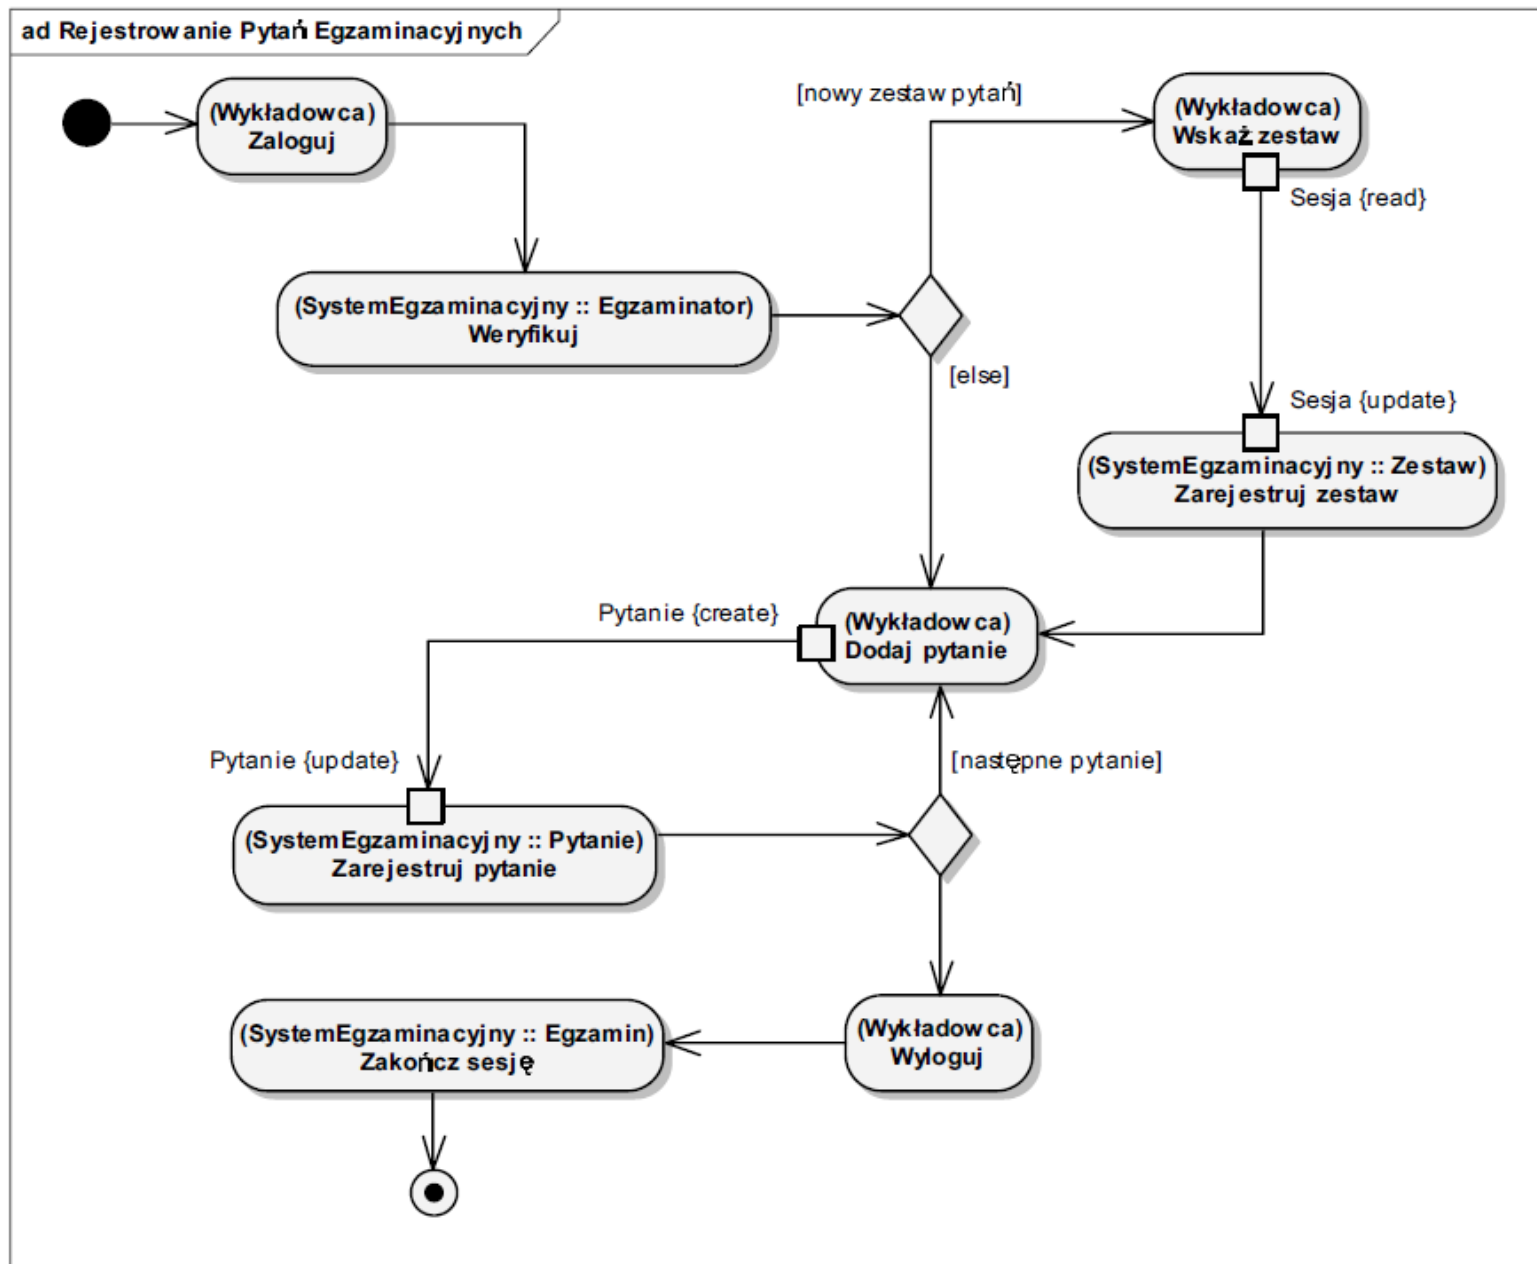 ad Rejestrowanie Pytań Egzaminacyjnych
(Wykładowca)
Zaloguj
[nowy zestaw pytań]
(Wykładowca)
Wskaż zestaw
Sesja {read}
(SystemEgzaminacyjny :: Egzaminator)
Weryfikuj
[else]
Sesja {update}
(SystemEgzaminacyjny :: Zestaw)
Zarejestruj zestaw
Pytanie {create}
(Wykładowca)
Dodaj pytanie
Pytanie {update}
[następne pytanie]
(SystemEgzaminacyjny :: Pytanie)
Zarejestruj pytanie
(SystemEgzaminacyjny :: Egzamin)
Zakończ sesję
(Wykładowca)
Wyloguj